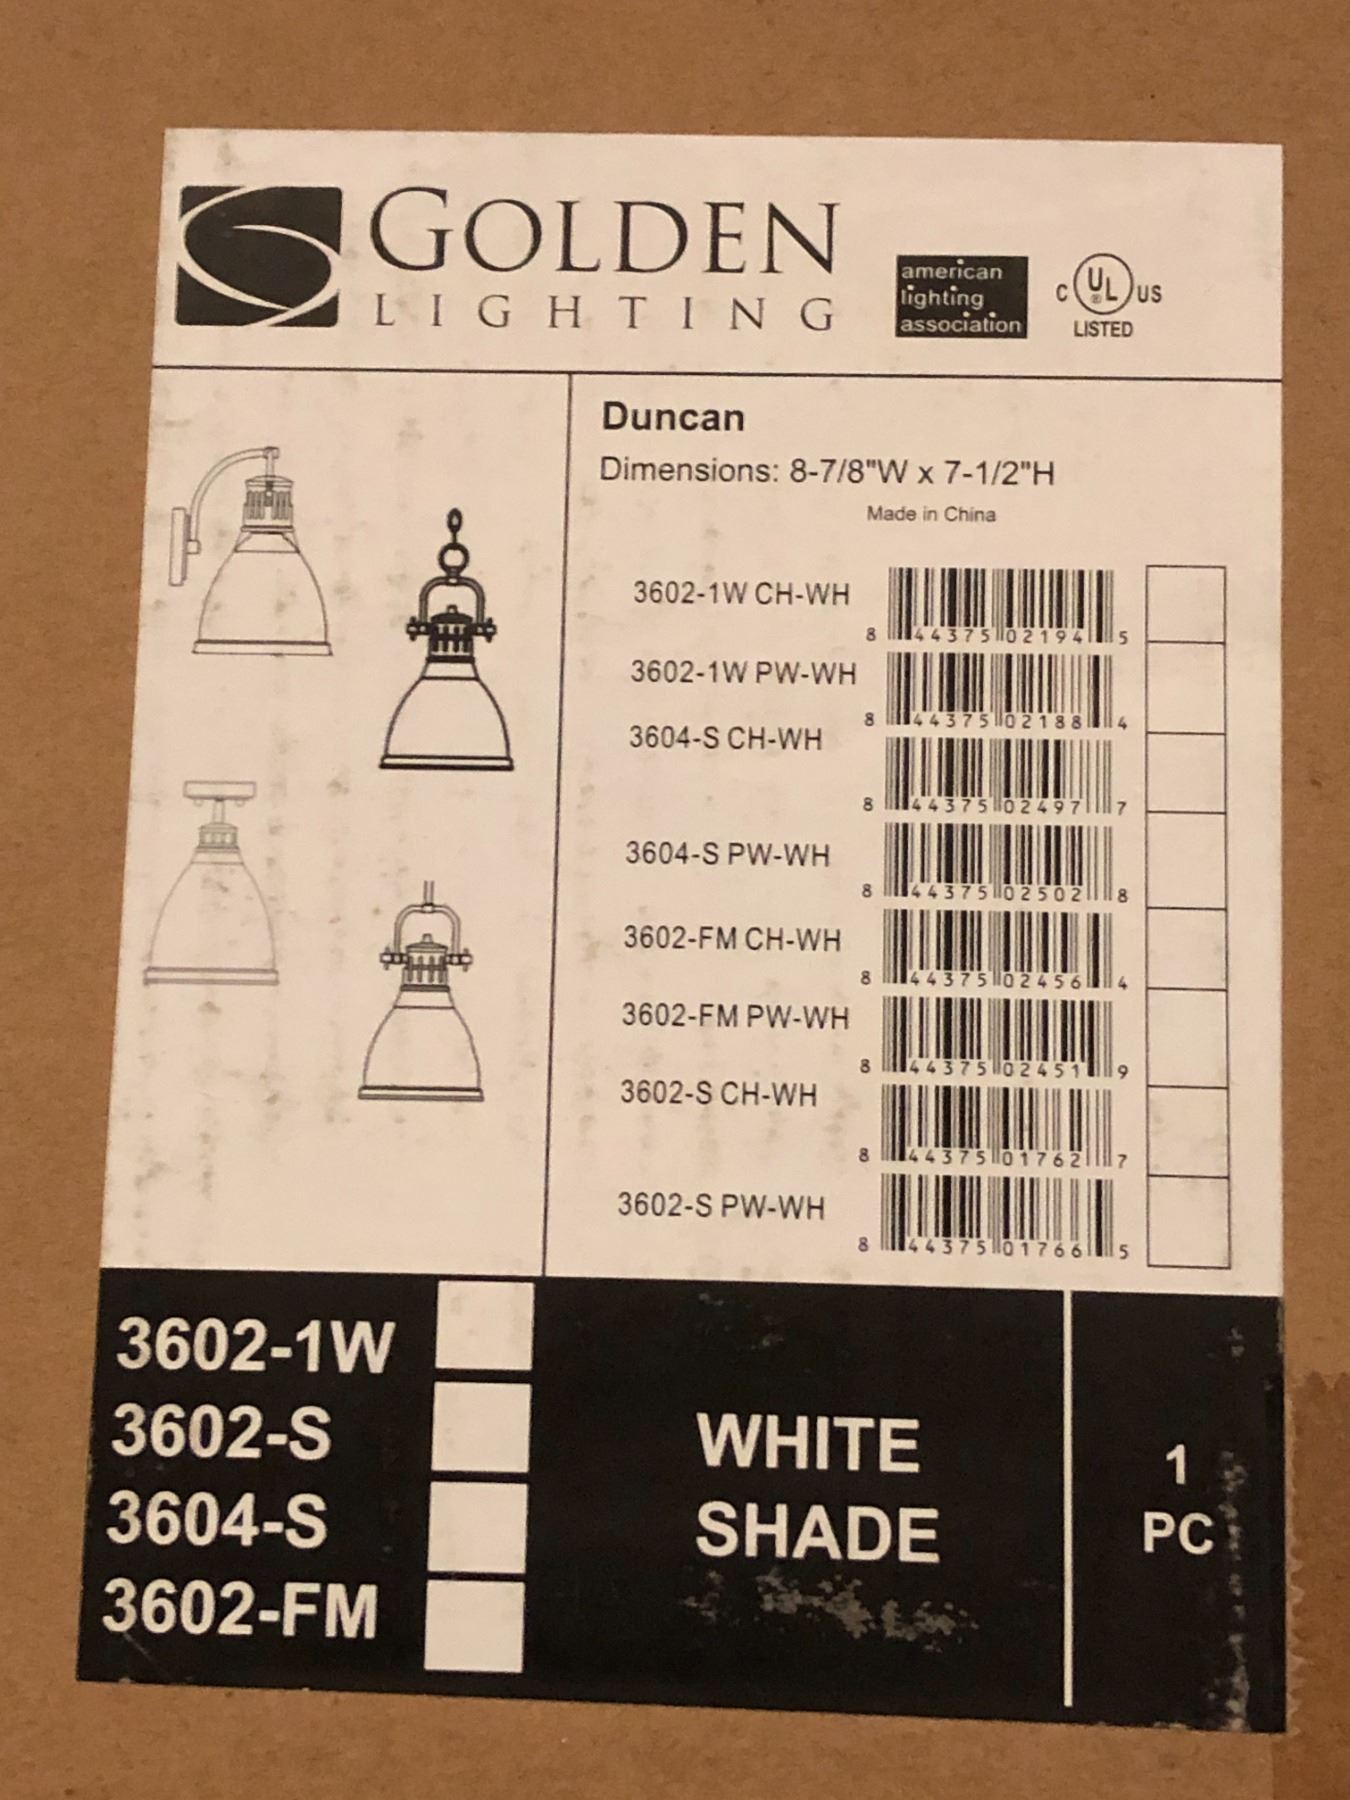 GOLDEN
LIGHTING
american
lighting
association
C UL ® US
LISTED
Duncan
Dimensions: 8-7/8"W x 7-1/2"H
Made in China
3602-1W CH-WH
8 44375 02194 5
3602-1W PW-WH
8 44375 02188 4
3604-S CH-WH
8 44375 02497 7
3604-S PW-WH
8 44375 02502 8
3602-FM CH-WH
8 44375 02456 4
3602-FM PW-WH
8 44375 02451 9
3602-S CH-WH
8 44375 01762 7
3602-S PW-WH
8 44375 01766 5
3602-1W
3602-S
3604-S
3602-FM
WHITE
SHADE
1
PC